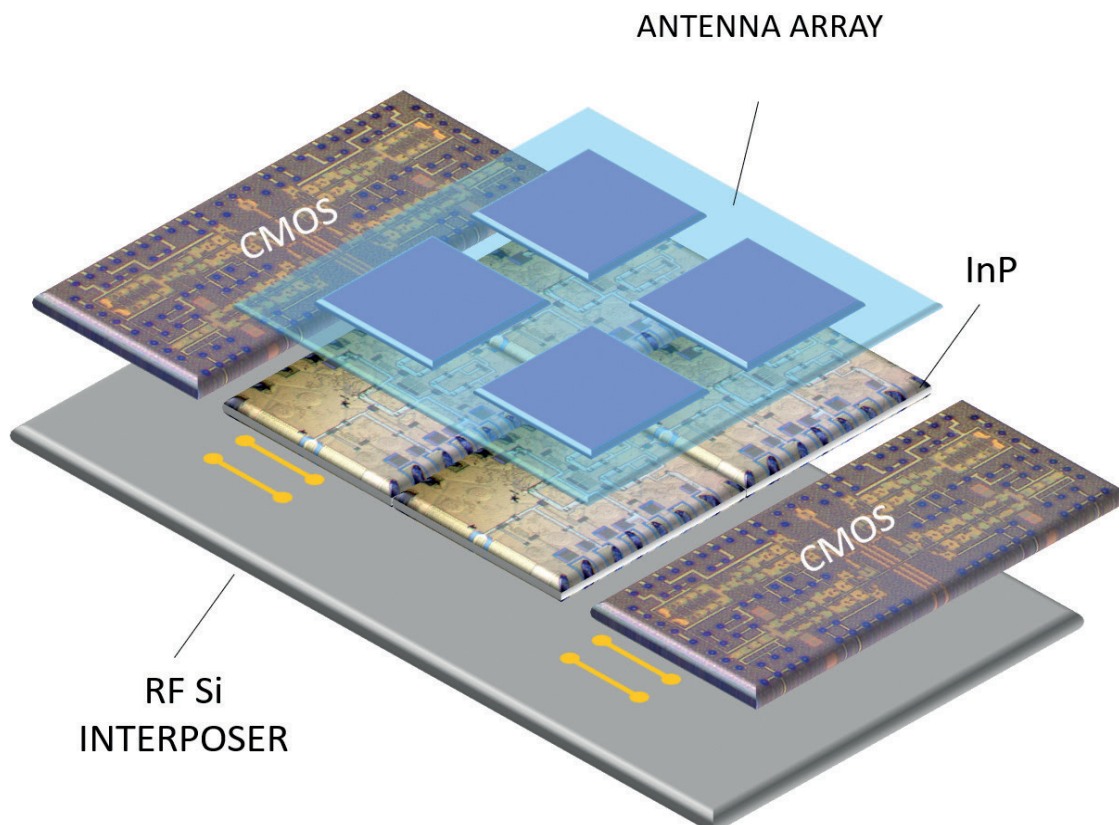 ANTENNA ARRAY
CMOS
InP
CMOS
RF Si
INTERPOSER